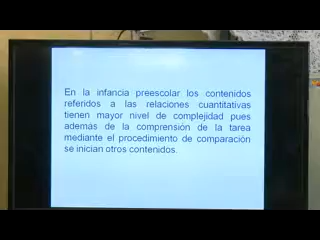 En la infancia preescolar los contenidos
referidos a las relaciones cuantitativas
tienen mayor nivel de complejidad pues
además de la comprensión de la tarea
mediante el procedimiento de comparación
se inician otros contenidos.